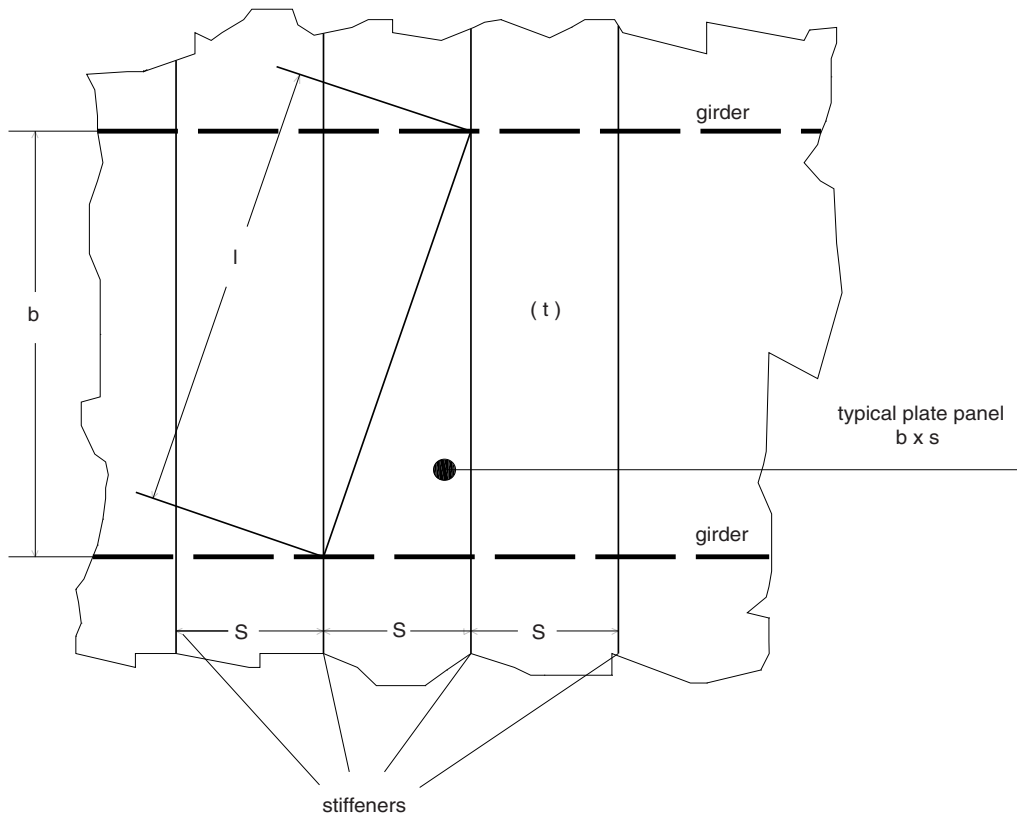 girder
l
b
( t )
typical plate panel
b x s
girder
S
S
S
stiffeners